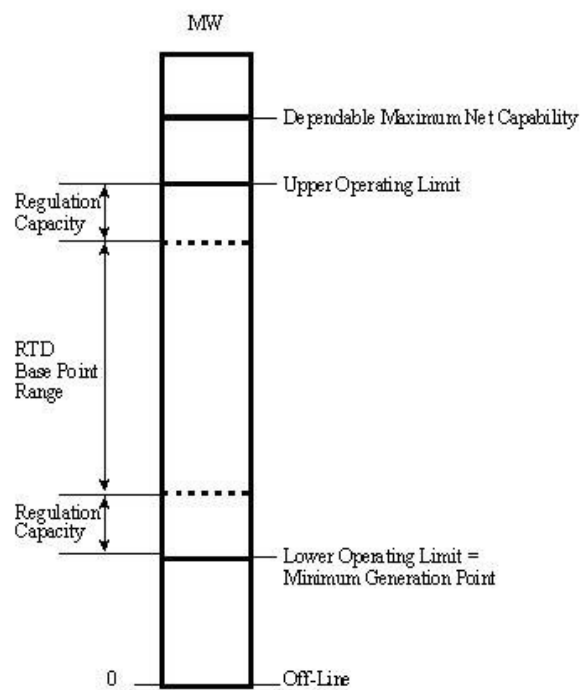 MW
Dependable Maximum Net Capability
Upper Operating Limit
Regulation
Capacity
RTD
Base Point
Range
Regulation
Capacity
Lower Operating Limit =
Minimum Generation Point
0
Off-Line